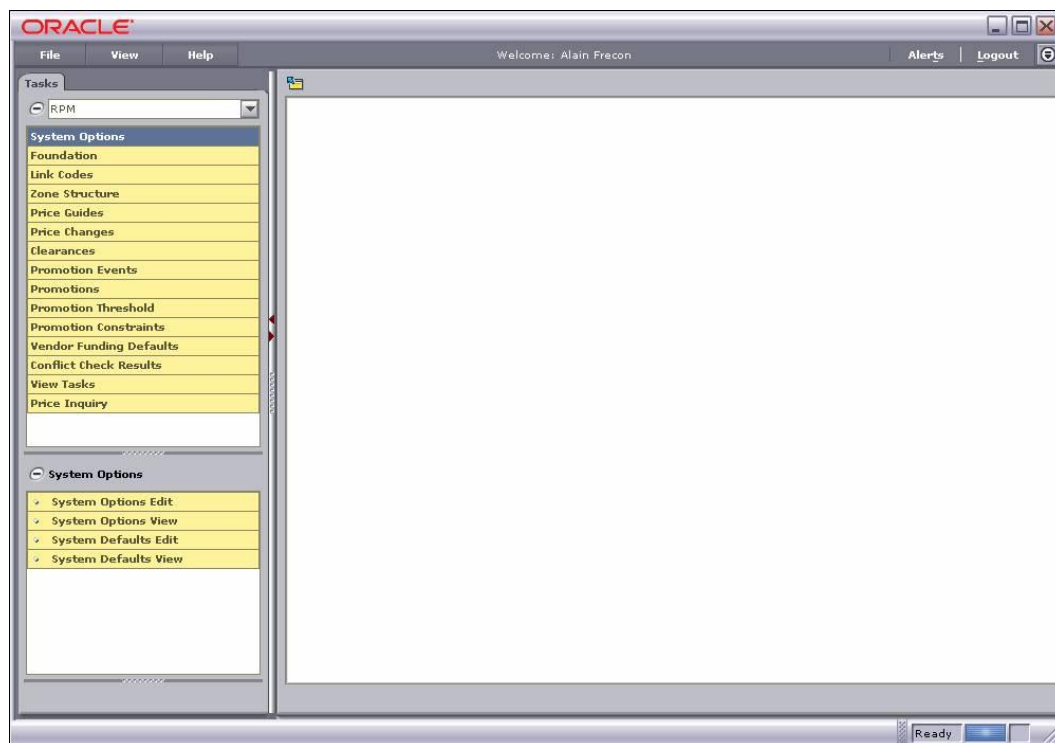 ORACLE
File View Help Welcome: Alain Frecon Alerts Logout
Tasks
RPM
System Options
Foundation
Link Codes
Zone Structure
Price Guides
Price Changes
Clearances
Promotion Events
Promotions
Promotion Threshold
Promotion Constraints
Vendor Funding Defaults
Conflict Check Results
View Tasks
Price Inquiry
System Options
System Options Edit
System Options View
System Defaults Edit
System Defaults View
Ready